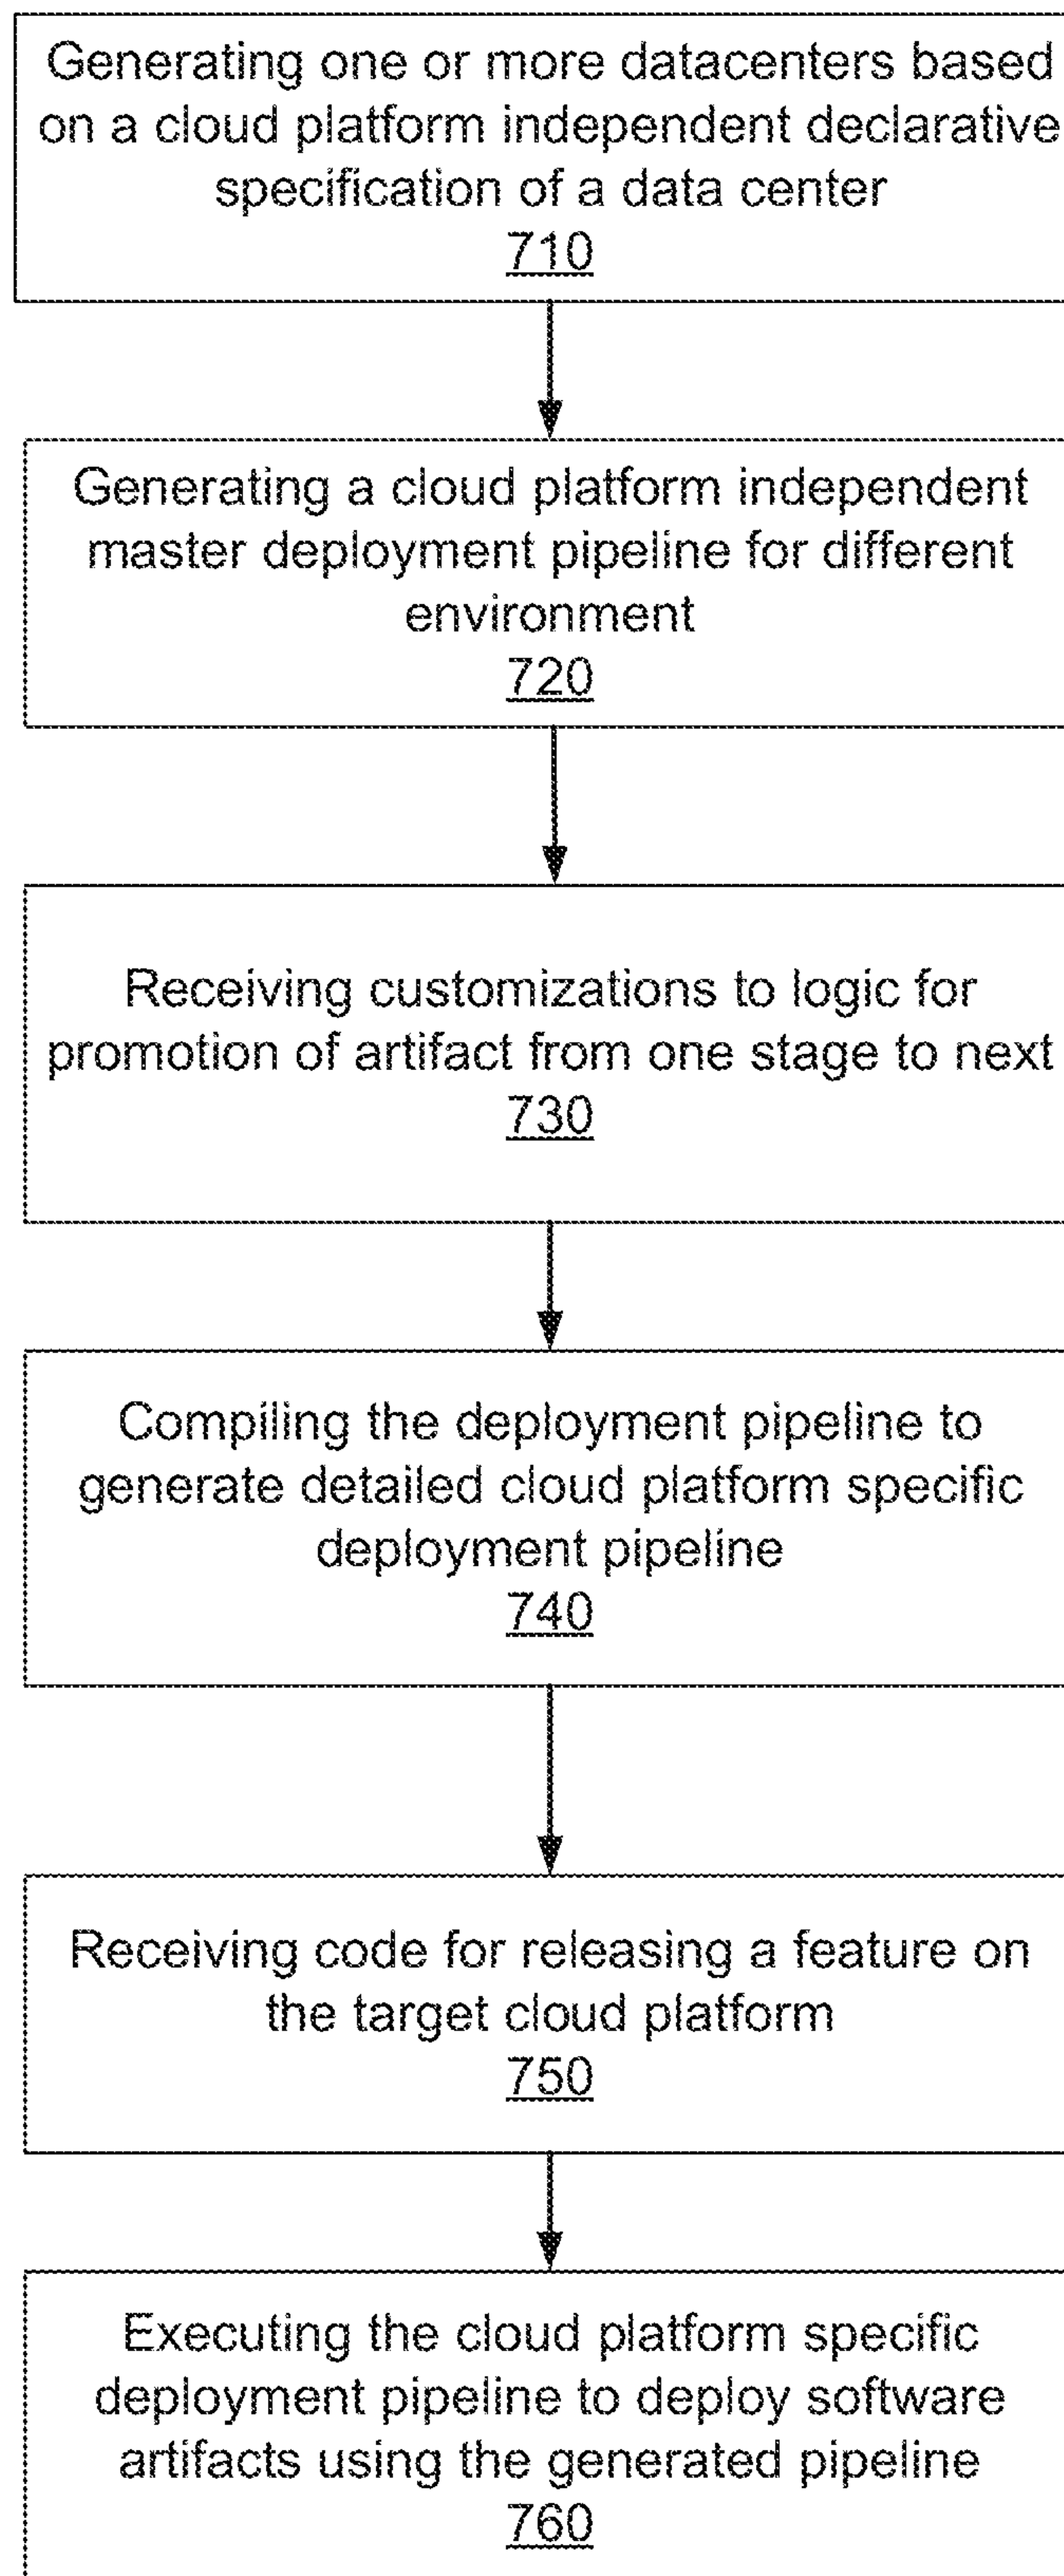 Generating one or more datacenters based
on a cloud platform independent declarative
specification of a data center
710
Generating a cloud platform independent
master deployment pipeline for different
environment
720
Receiving customizations to logic for
promotion of artifact from one stage to next
730
Compiling the deployment pipeline to
generate detailed cloud platform specific
deployment pipeline
740
Receiving code for releasing a feature on
the target cloud platform
750
Executing the cloud platform specific
deployment pipeline to deploy software
artifacts using the generated pipeline
760